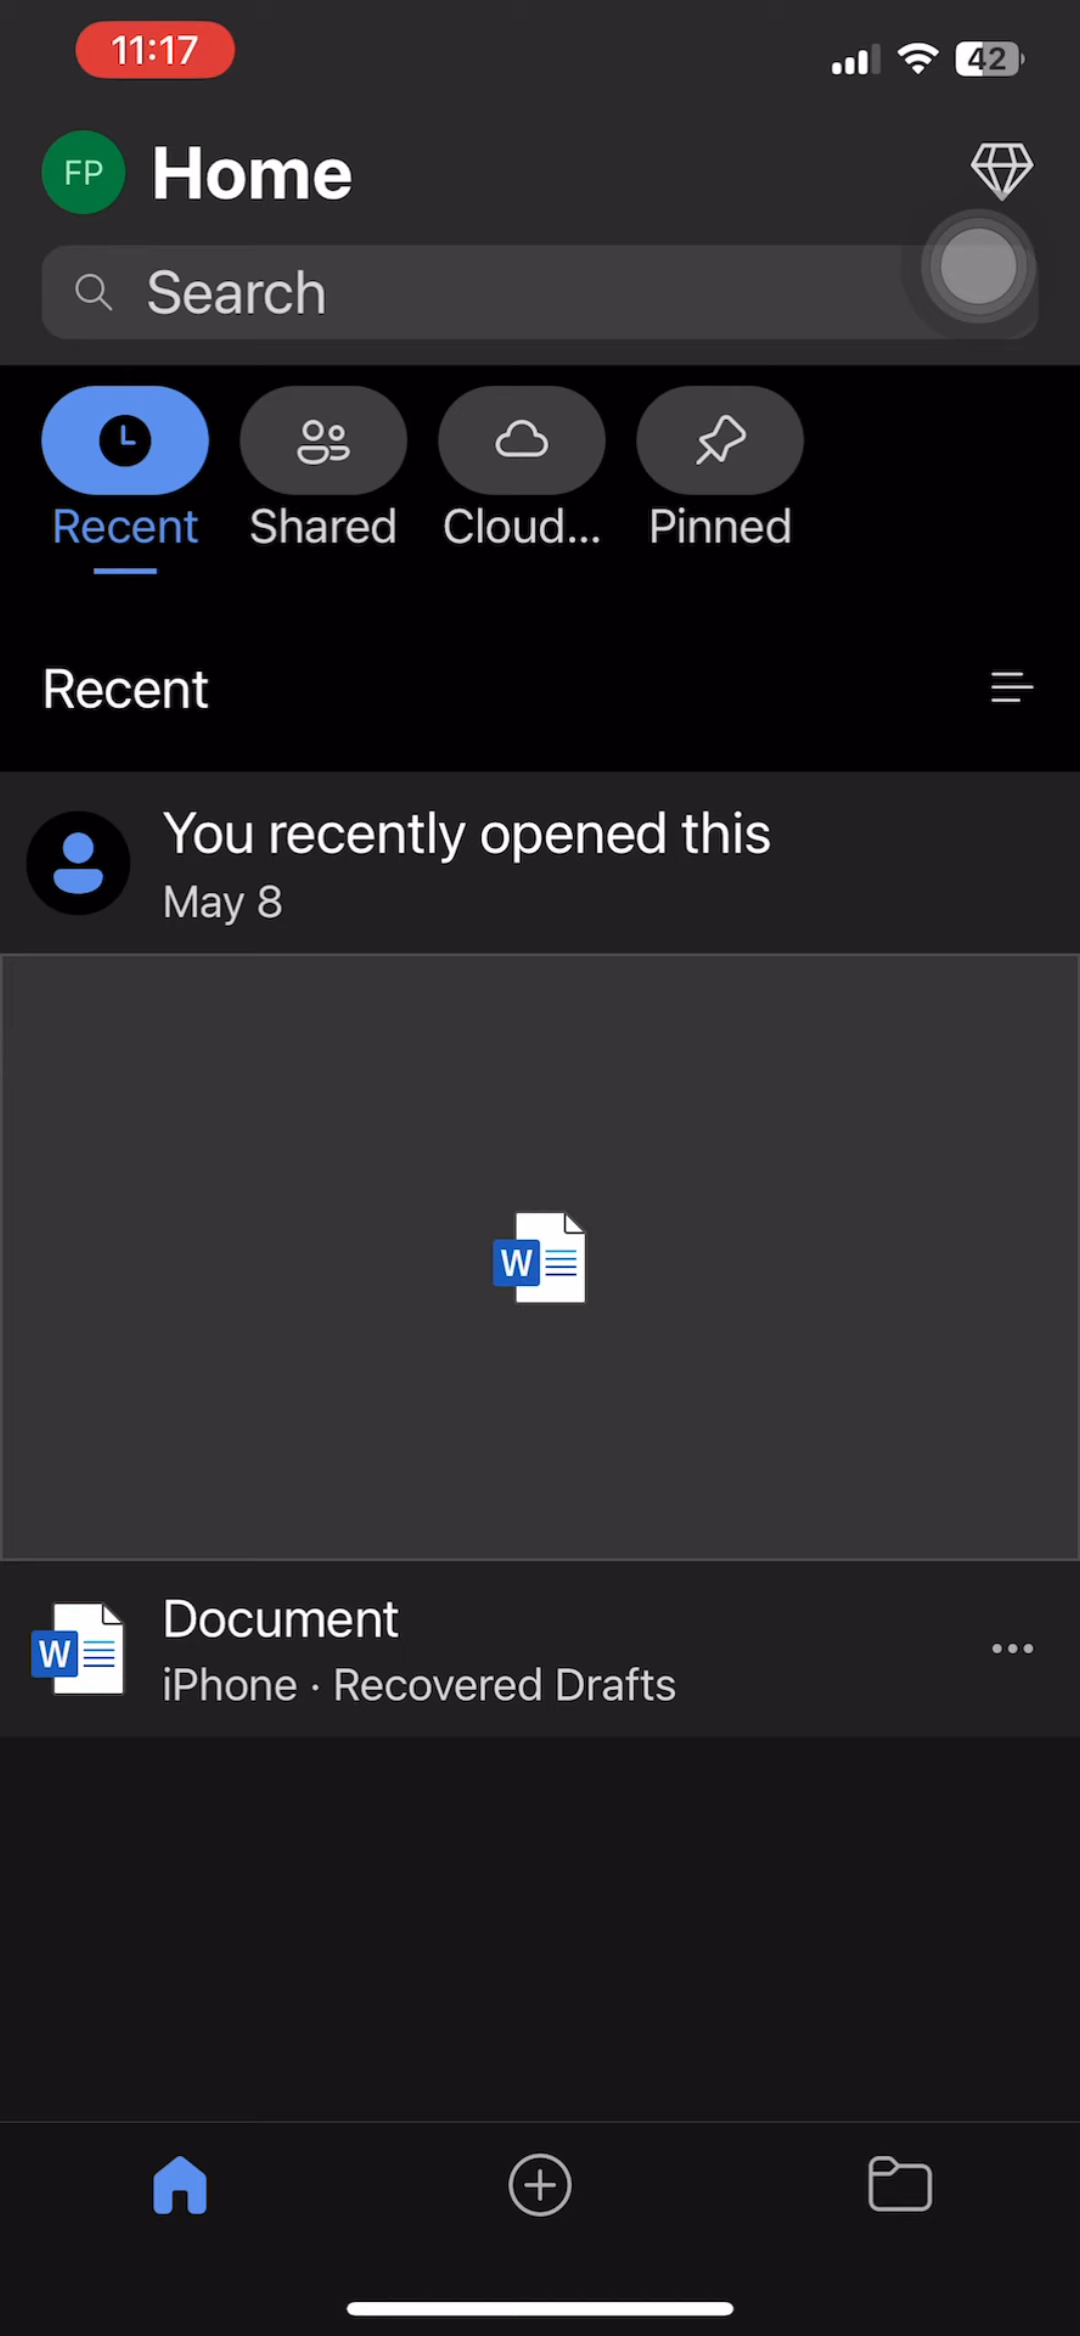 11:17
42
FP
Home
Search
Recent
Shared
Cloud...
Pinned
Recent
You recently opened this
May 8
W
W
Document
iPhone · Recovered Drafts